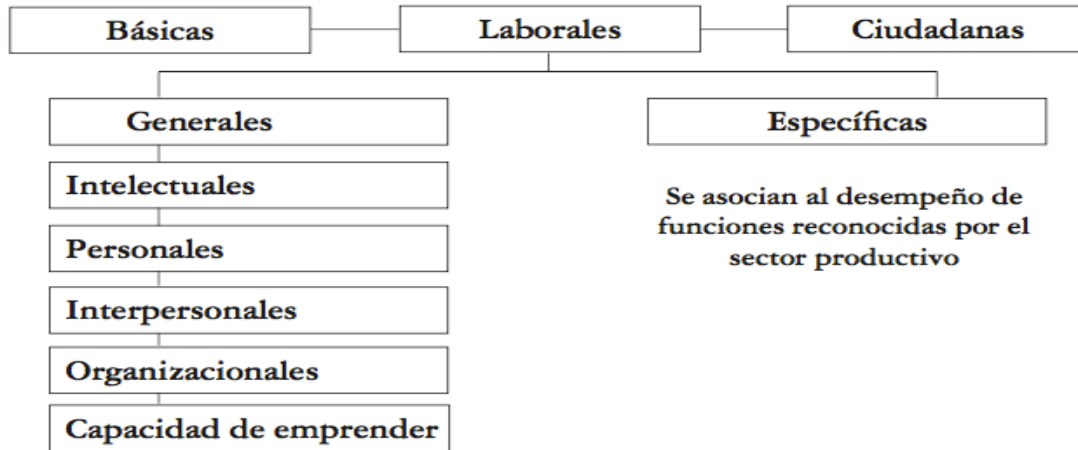 Básicas
Laborales
Ciudadanas
Generales
Específicas
Intelectuales
Personales
Interpersonales
Organizacionales
Capacidad de emprender
Se asocian al desempeño de
funciones reconocidas por el
sector productivo